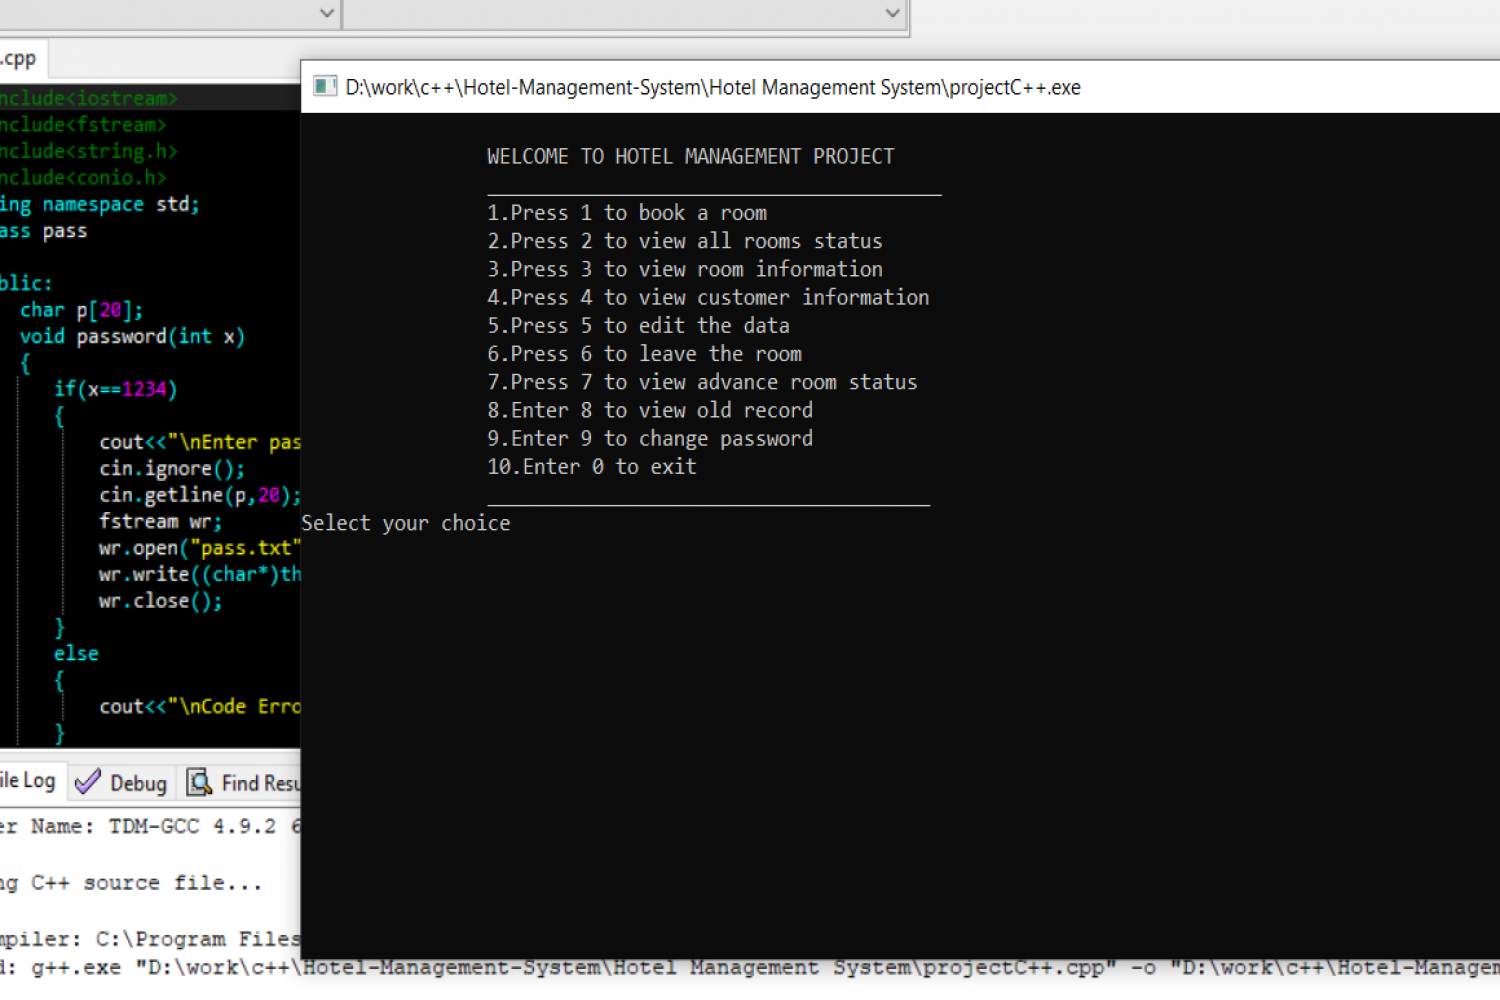 .cpp
nclude<iostream>
nclude<fstream>
nclude<string.h>
nclude<conio.h>
ing namespace std;
ass pass
blic:
char p[20];
void password(int x)
{
if(x==1234)
{
cout<<"\nEnter pas
cin.ignore();
cin.getline(p,20);
fstream wr;
wr.open("pass.txt"
wr.write((char*)th
wr.close();
}
else
{
cout<<"\nCode Erro
}
D:\work\c++\Hotel-Management-System\Hotel Management System\projectC++.exe
WELCOME TO HOTEL MANAGEMENT PROJECT
1.Press 1 to book a room
2.Press 2 to view all rooms status
3.Press 3 to view room information
4.Press 4 to view customer information
5.Press 5 to edit the data
6.Press 6 to leave the room
7.Press 7 to view advance room status
8.Enter 8 to view old record
9.Enter 9 to change password
10.Enter 0 to exit
Select your choice
ile Log Debug Find Resu
er Name: TDM-GCC 4.9.2 6
ng C++ source file...
mpiler: C:\Program Files
d: g++.exe "D:\work\c++\Hotel-Management-System\Hotel Management System\projectC++.cpp" -o "D:\work\c++\Hotel-Managem